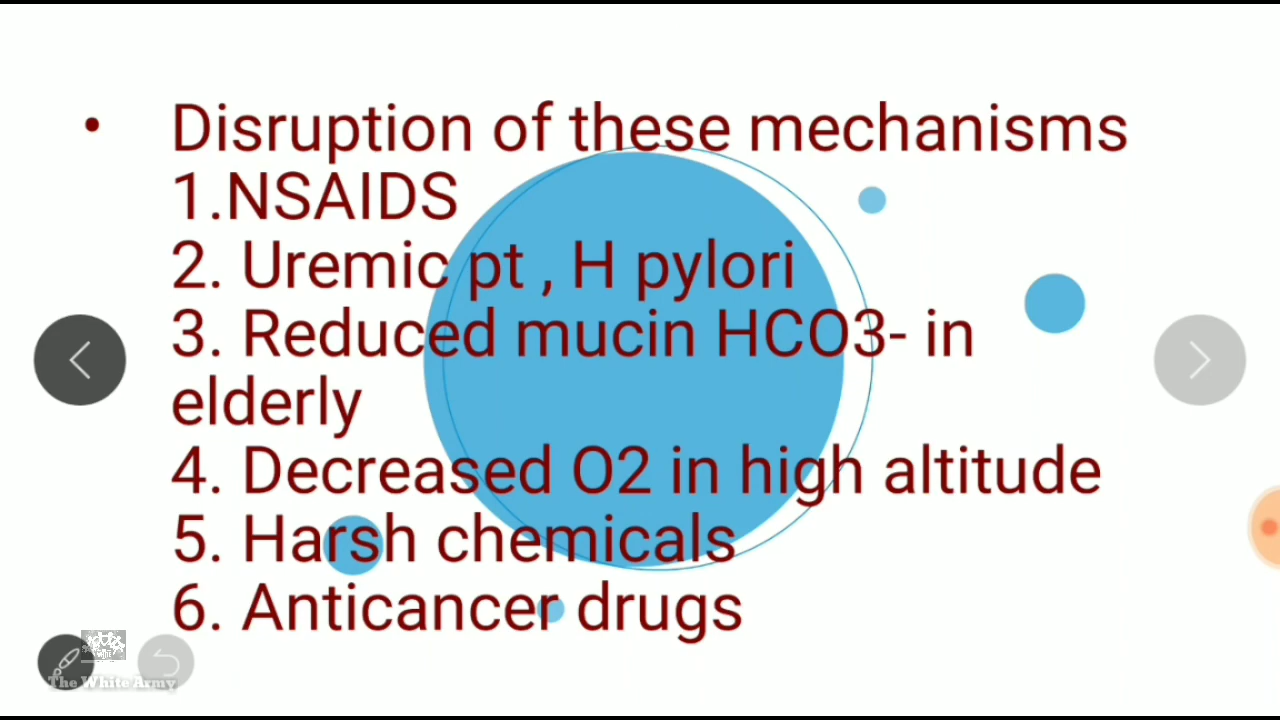 • Disruption of these mechanisms
1.NSAIDS
2. Uremic pt , H pylori
3. Reduced mucin HCO3- in
elderly
4. Decreased O2 in high altitude
5. Harsh chemicals
6. Anticancer drugs
The White Army